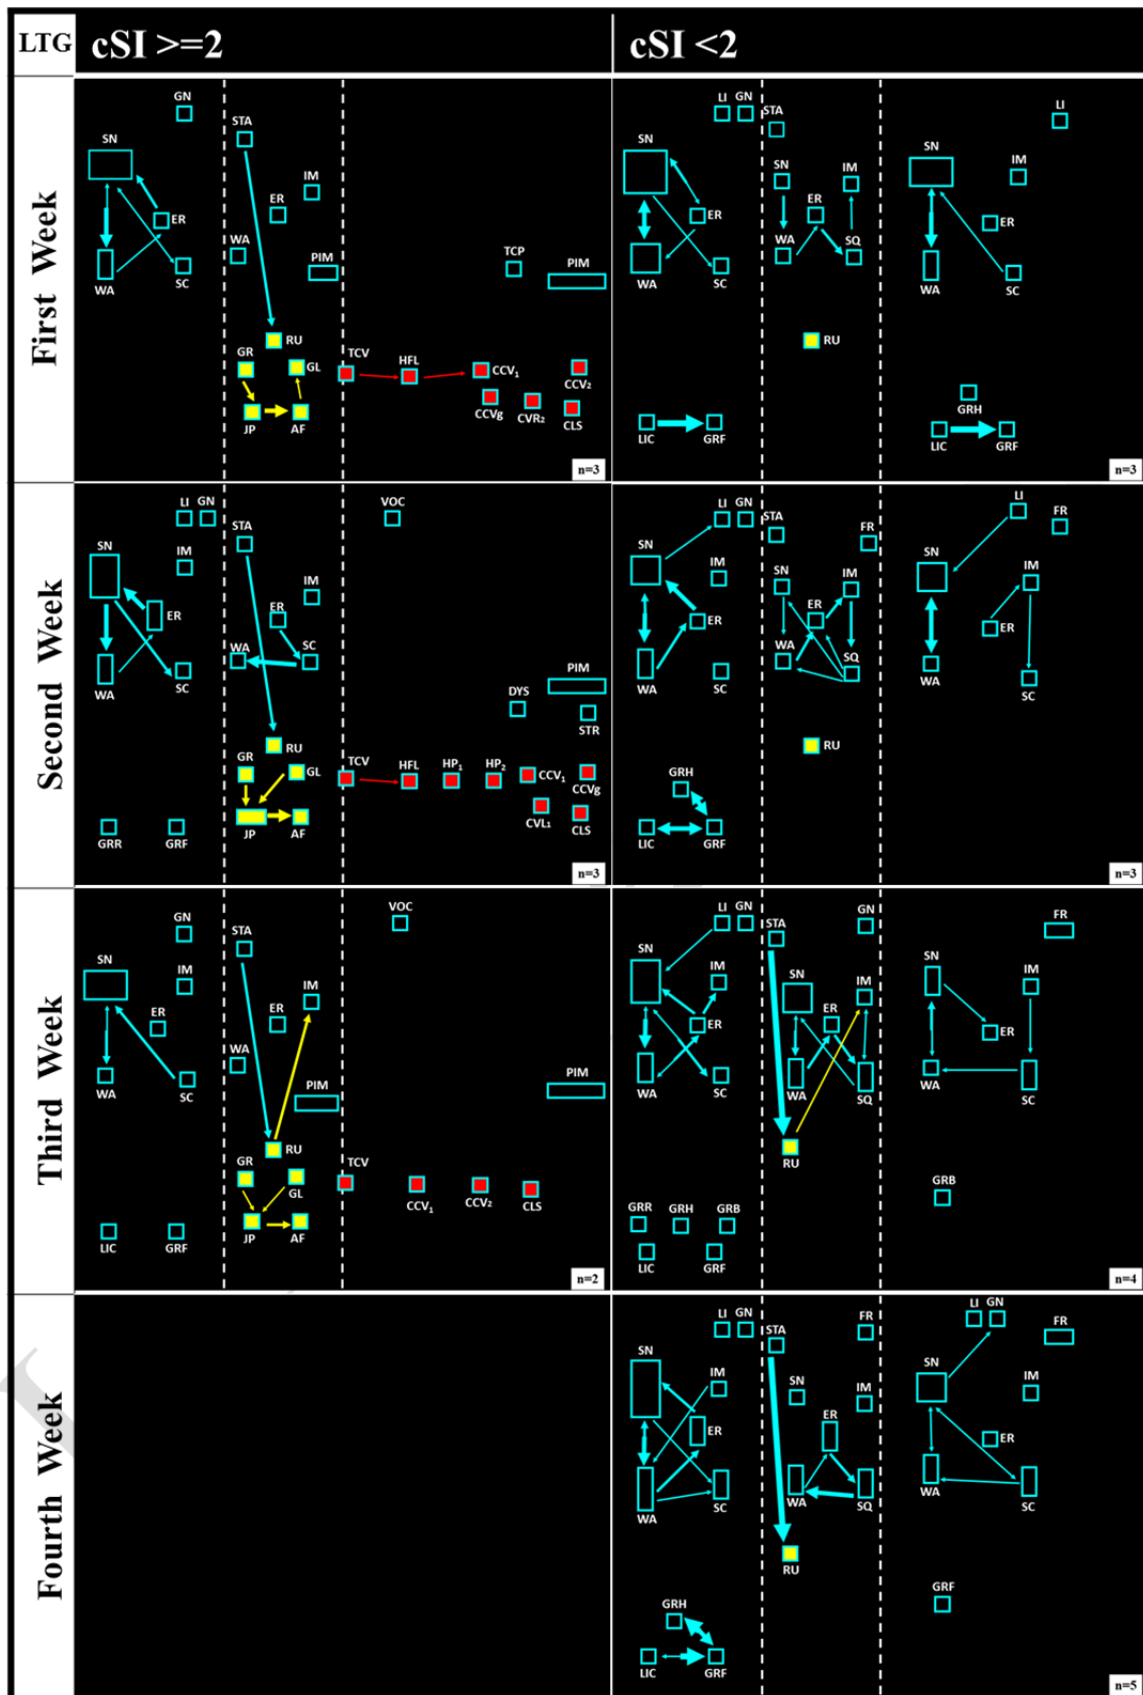 LTG cSI >=2 cSI <2
First Week
GN
STA
SN
IM
ER
ER
WA
PIM
WA
SC
TCP
PIM
RU
GR
GL
TCV
HFL
CCV1
CCV2
JP
AF
CCVg
CVR2
CLS
n=3
LI GN
STA
LI
SN
SN
IM
SN
IM
ER
ER
ER
WA
SQ
WA
SC
WA
SC
RU
GRH
LIC
GRF
LIC
GRF
n=3
Second Week
LI GN
STA
VOC
SN
IM
IM
ER
ER
WA
SC
WA
SC
PIM
DYS
STR
RU
GR
GL
TCV
HFL
HP1
HP2
CCV1
CCVg
JP
AF
CVL1
CLS
GRR
GRF
n=3
LI GN
STA
FR
LI
FR
SN
IM
SN
IM
SN
IM
ER
ER
ER
WA
SQ
WA
SC
WA
SC
RU
GRH
LIC
GRF
n=3
Third Week
GN
STA
VOC
SN
IM
IM
ER
ER
WA
WA
SC
PIM
PIM
RU
GR
GL
TCV
CCV1
CCV2
CLS
JP
AF
LIC
GRF
n=2
LI GN
STA
GN
FR
SN
IM
SN
IM
SN
IM
ER
ER
ER
WA
SC
WA
SQ
WA
SC
RU
GRB
GRR
GRH
GRB
LIC
GRF
n=4
Fourth Week
LI GN
STA
FR
LI GN
FR
SN
IM
SN
IM
SN
IM
ER
ER
ER
WA
SC
WA
SQ
WA
SC
RU
GRF
GRH
LIC
GRF
n=5